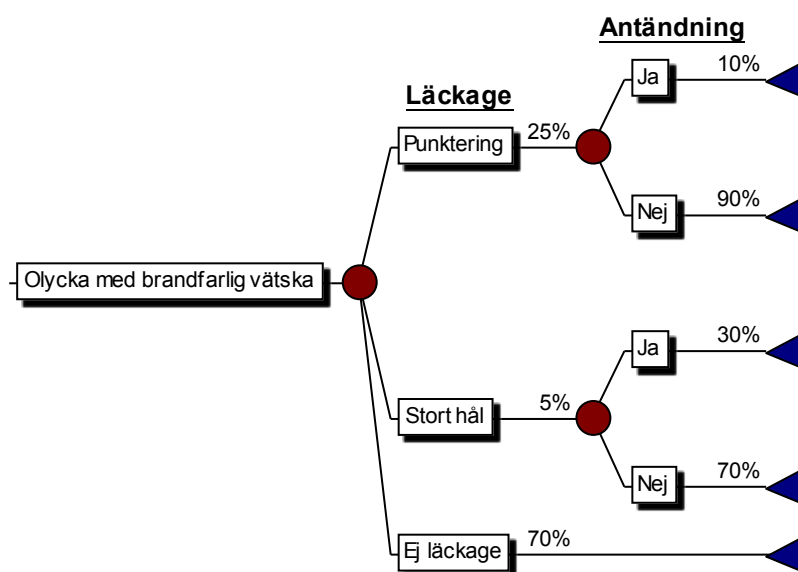 Antändning
Ja 10%
Läckage
Punktering 25%
Nej 90%
Olycka med brandfarlig vätska
Ja 30%
Stort hål 5%
Nej 70%
Ej läckage 70%